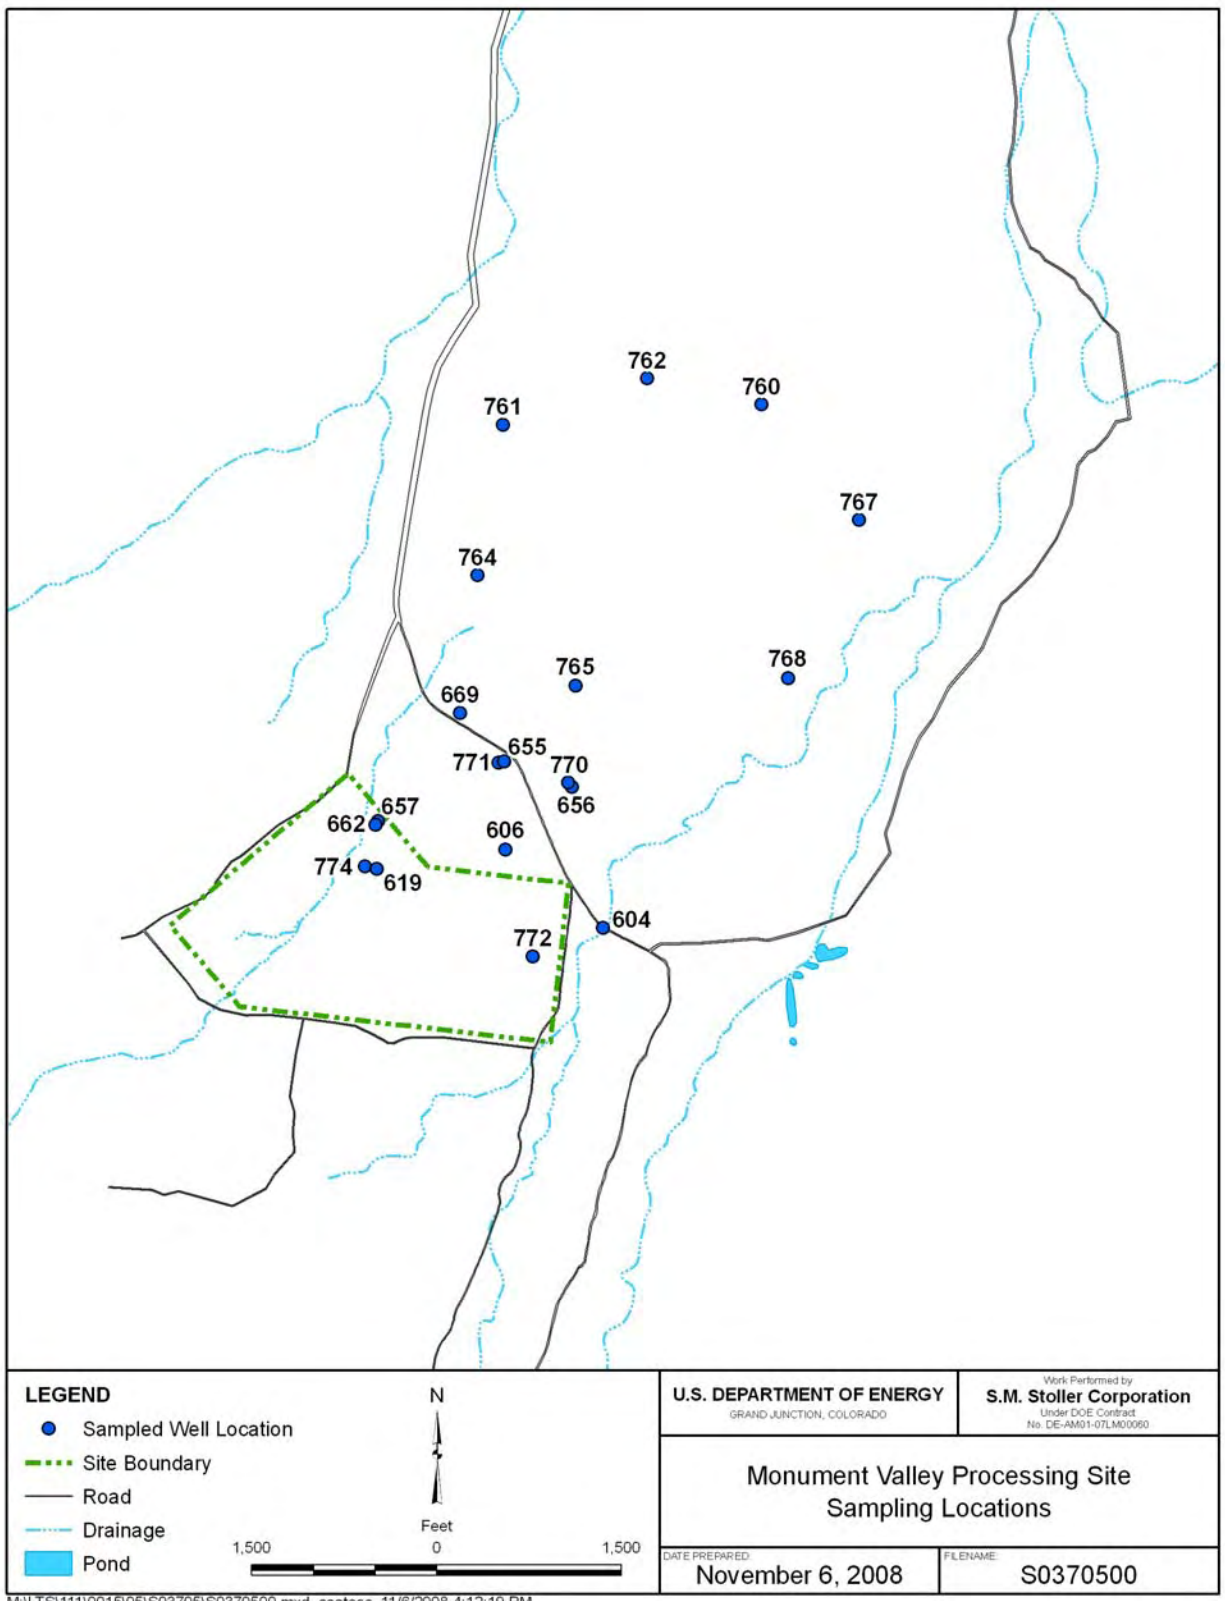 762
760
761
767
764
765
768
669
655
771
770
656
657
662
606
774
619
604
772
LEGEND
Sampled Well Location
Site Boundary
Road
Drainage
Pond
N
Feet
1,500 0 1,500
U.S. DEPARTMENT OF ENERGY
GRAND JUNCTION, COLORADO
Work Performed by
S.M. Stoller Corporation
Under DOE Contract
No. DE-AM01-07LM00060
Monument Valley Processing Site
Sampling Locations
DATE PREPARED:
November 6, 2008
FILENAME:
S0370500